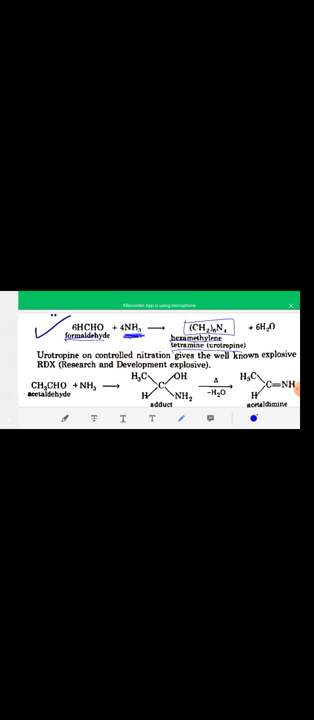 XRecorder App is using microphone ×
6HCHO + 4NH₃ ⟶ (CH₂)₆N₄ + 6H₂O
formaldehyde hexamethylene
tetramine (urotropine)
Urotropine on controlled nitration gives the well known explosive
RDX (Research and Development explosive).
H₃C OH H₃C
CH₃CHO + NH₃ ⟶ C Δ C=NH
acetaldehyde H NH₂ −H₂O H
adduct acetaldimine